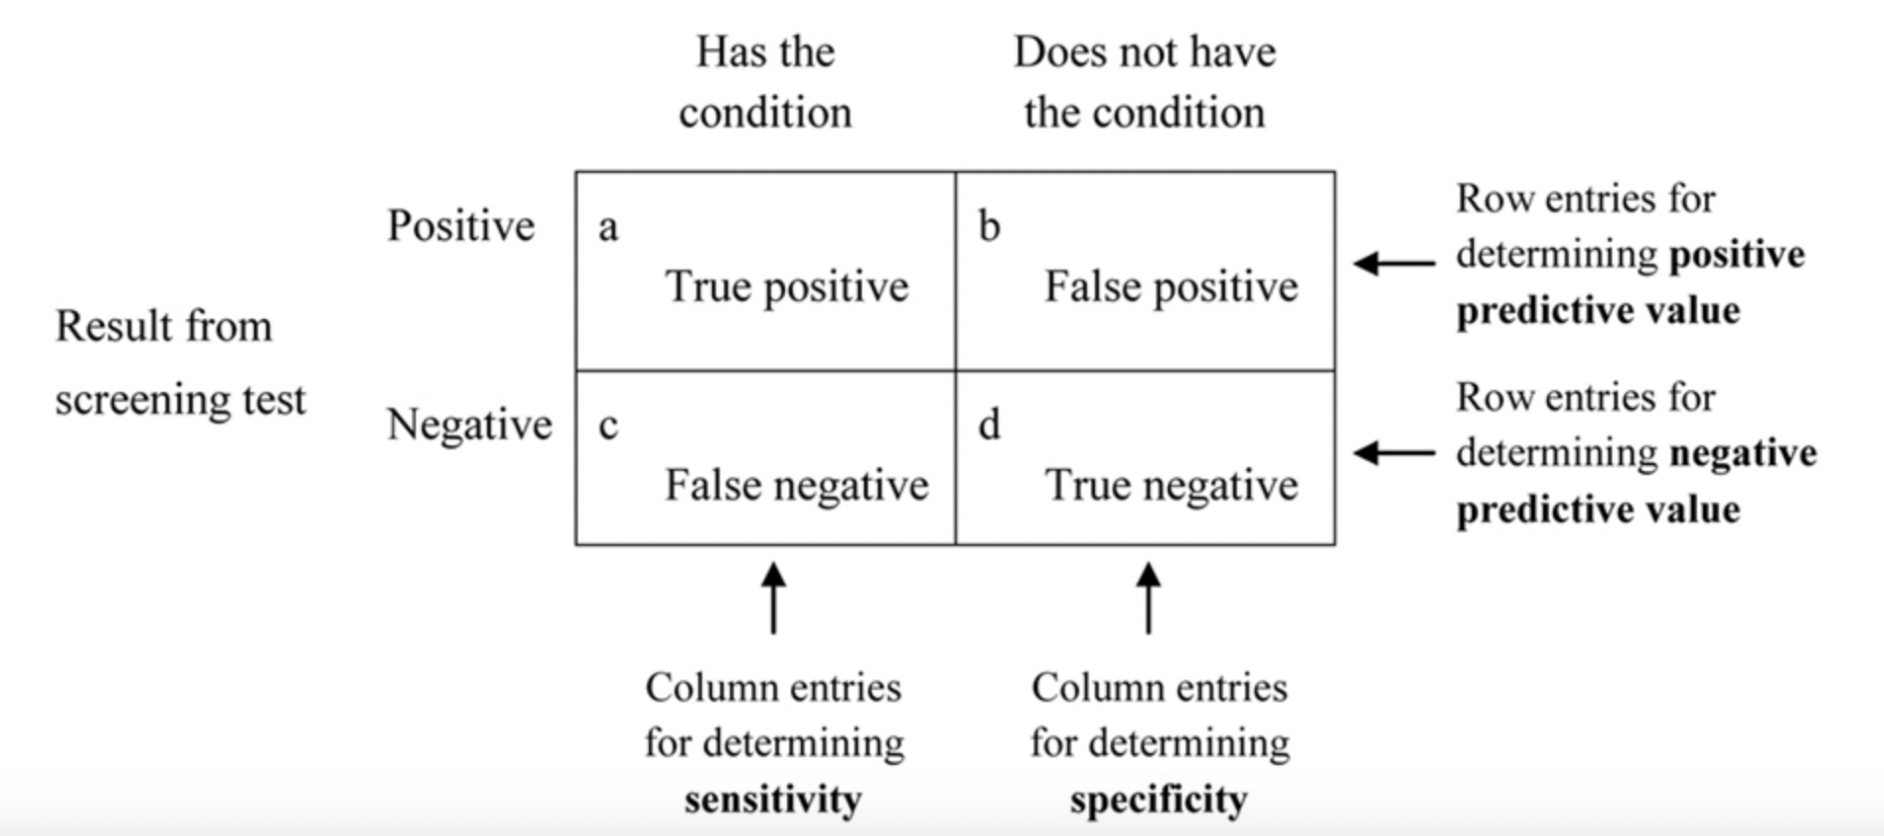 Has the
condition
Does not have
the condition
Result from
screening test
Positive
Negative
a
True positive
b
False positive
c
False negative
d
True negative
Row entries for
determining positive
predictive value
Row entries for
determining negative
predictive value
Column entries
for determining
sensitivity
Column entries
for determining
specificity